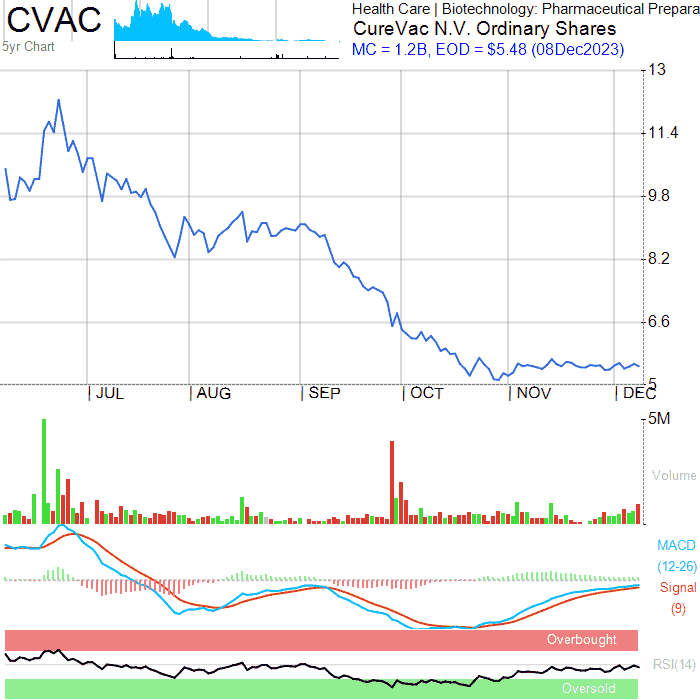 CVAC
5yr Chart
Health Care | Biotechnology: Pharmaceutical Prepara
CureVac N.V. Ordinary Shares
MC = 1.2B, EOD = $5.48 (08Dec2023)
13
11.4
9.8
8.2
6.6
5
| JUL | AUG | SEP | OCT | NOV | DEC
5M
Volume
MACD
(12-26)
Signal
(9)
Overbought
RSI(14)
Oversold